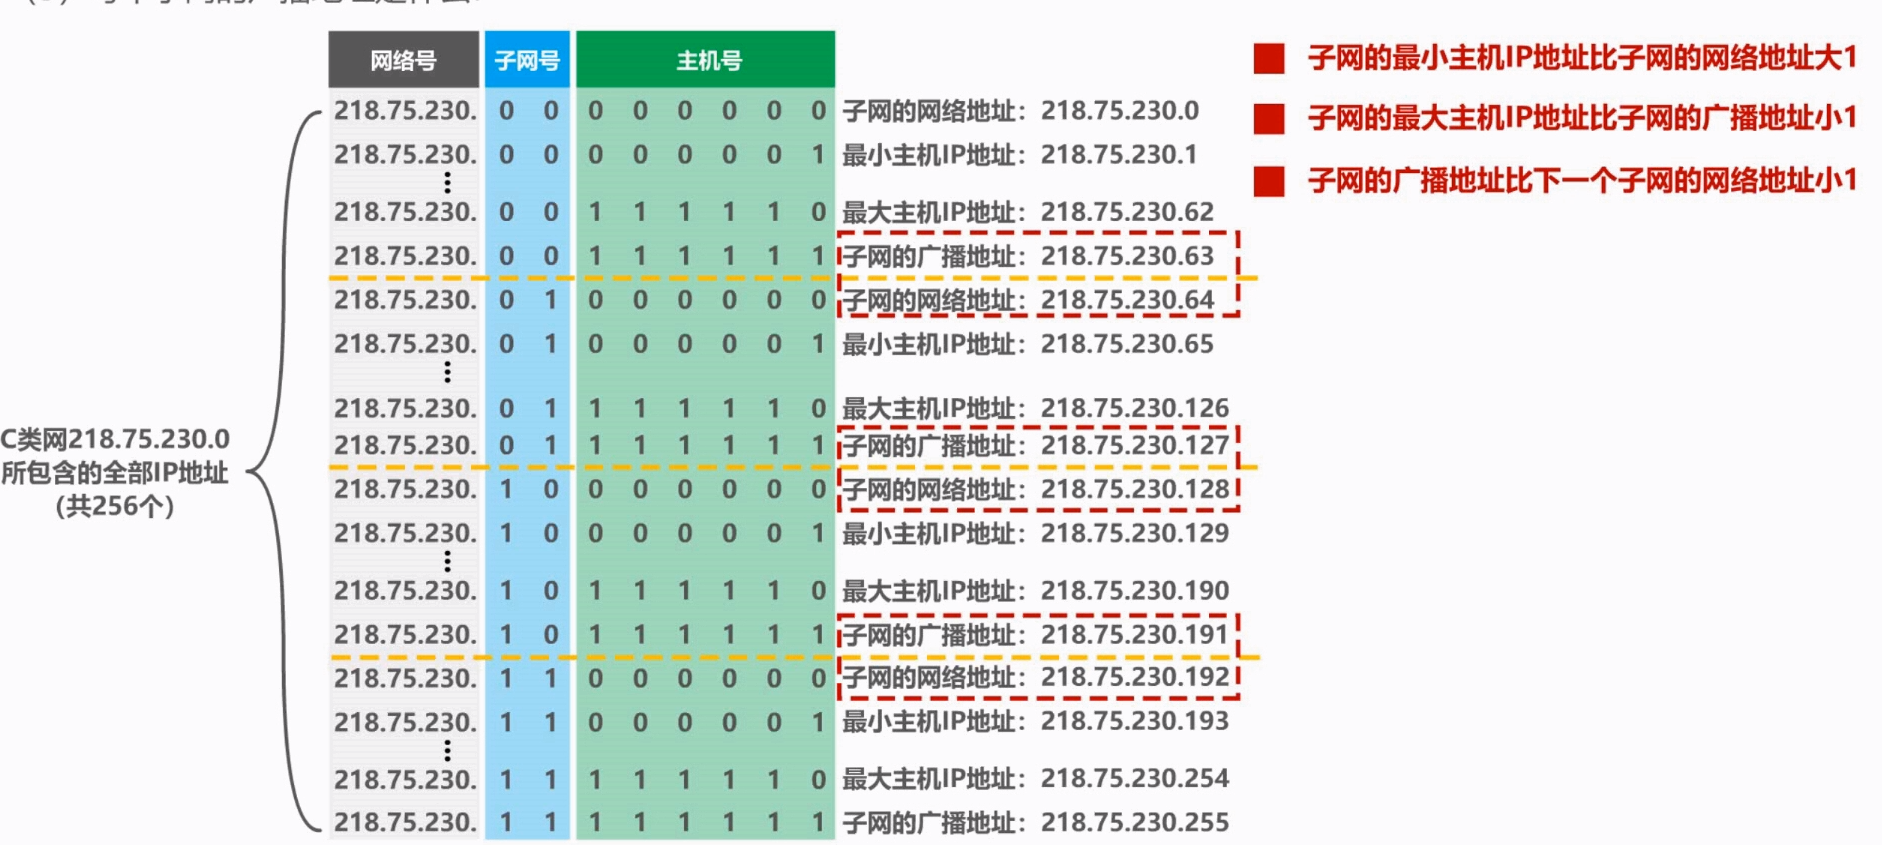 网络号 子网号 主机号
218.75.230. 0 0 0 0 0 0 0 0 子网的网络地址：218.75.230.0
218.75.230. 0 0 0 0 0 0 0 1 最小主机IP地址：218.75.230.1
218.75.230. 0 0 1 1 1 1 1 0 最大主机IP地址：218.75.230.62
218.75.230. 0 0 1 1 1 1 1 1 子网的广播地址：218.75.230.63
218.75.230. 0 1 0 0 0 0 0 0 子网的网络地址：218.75.230.64
218.75.230. 0 1 0 0 0 0 0 1 最小主机IP地址：218.75.230.65
218.75.230. 0 1 1 1 1 1 1 0 最大主机IP地址：218.75.230.126
218.75.230. 0 1 1 1 1 1 1 1 子网的广播地址：218.75.230.127
218.75.230. 1 0 0 0 0 0 0 0 子网的网络地址：218.75.230.128
218.75.230. 1 0 0 0 0 0 0 1 最小主机IP地址：218.75.230.129
218.75.230. 1 0 1 1 1 1 1 0 最大主机IP地址：218.75.230.190
218.75.230. 1 0 1 1 1 1 1 1 子网的广播地址：218.75.230.191
218.75.230. 1 1 0 0 0 0 0 0 子网的网络地址：218.75.230.192
218.75.230. 1 1 0 0 0 0 0 1 最小主机IP地址：218.75.230.193
218.75.230. 1 1 1 1 1 1 1 0 最大主机IP地址：218.75.230.254
218.75.230. 1 1 1 1 1 1 1 1 子网的广播地址：218.75.230.255
C类网218.75.230.0
所包含的全部IP地址
(共256个)
子网的最小主机IP地址比子网的网络地址大1
子网的最大主机IP地址比子网的广播地址小1
子网的广播地址比下一个子网的网络地址小1